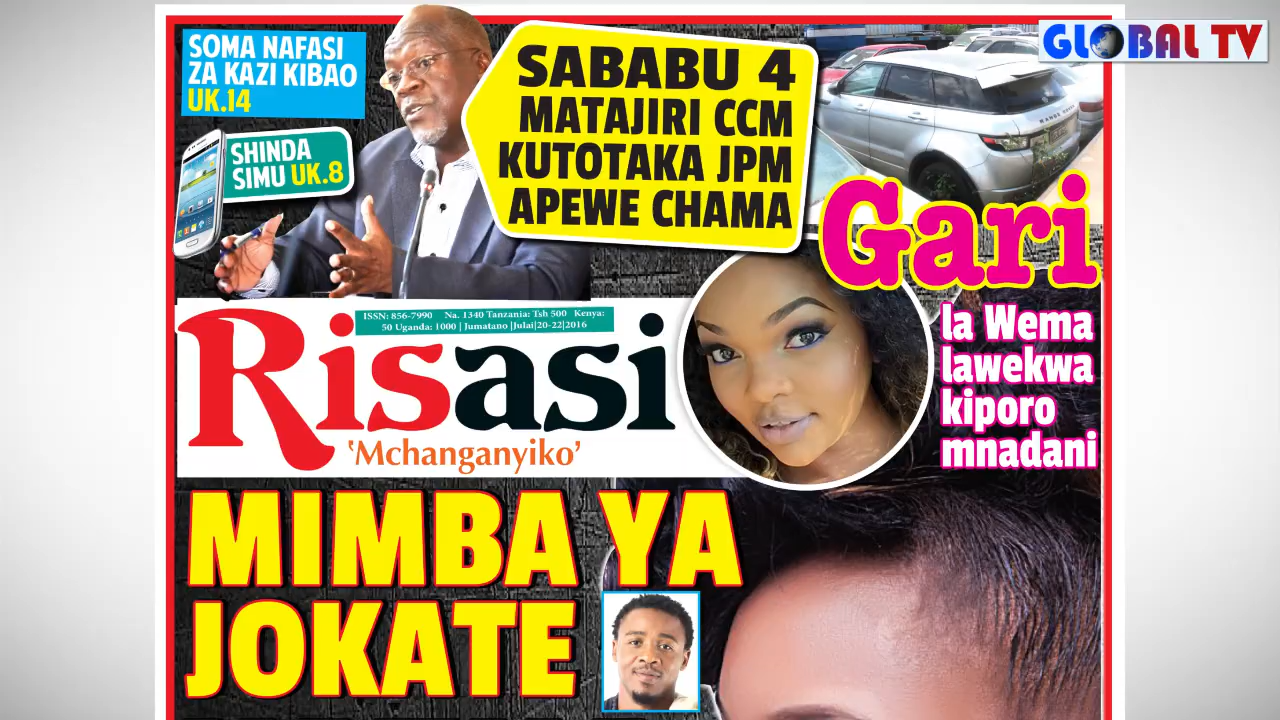 GLOBAL TV
SOMA NAFASI
ZA KAZI KIBAO
UK.14
SHINDA
SIMU UK.8
SABABU 4
MATAJIRI CCM
KUTOTAKA JPM
APEWE CHAMA
RANGE ROVER
Gari
la Wema
lawekwa
kiporo
mnadani
ISSN: 856-7990 Na. 1340 Tanzania: Tsh 500 Kenya:
50 Uganda: 1000 | Jumatano |Julai|20-22|2016
Risasi
'Mchanganyiko'
MIMBA YA
JOKATE